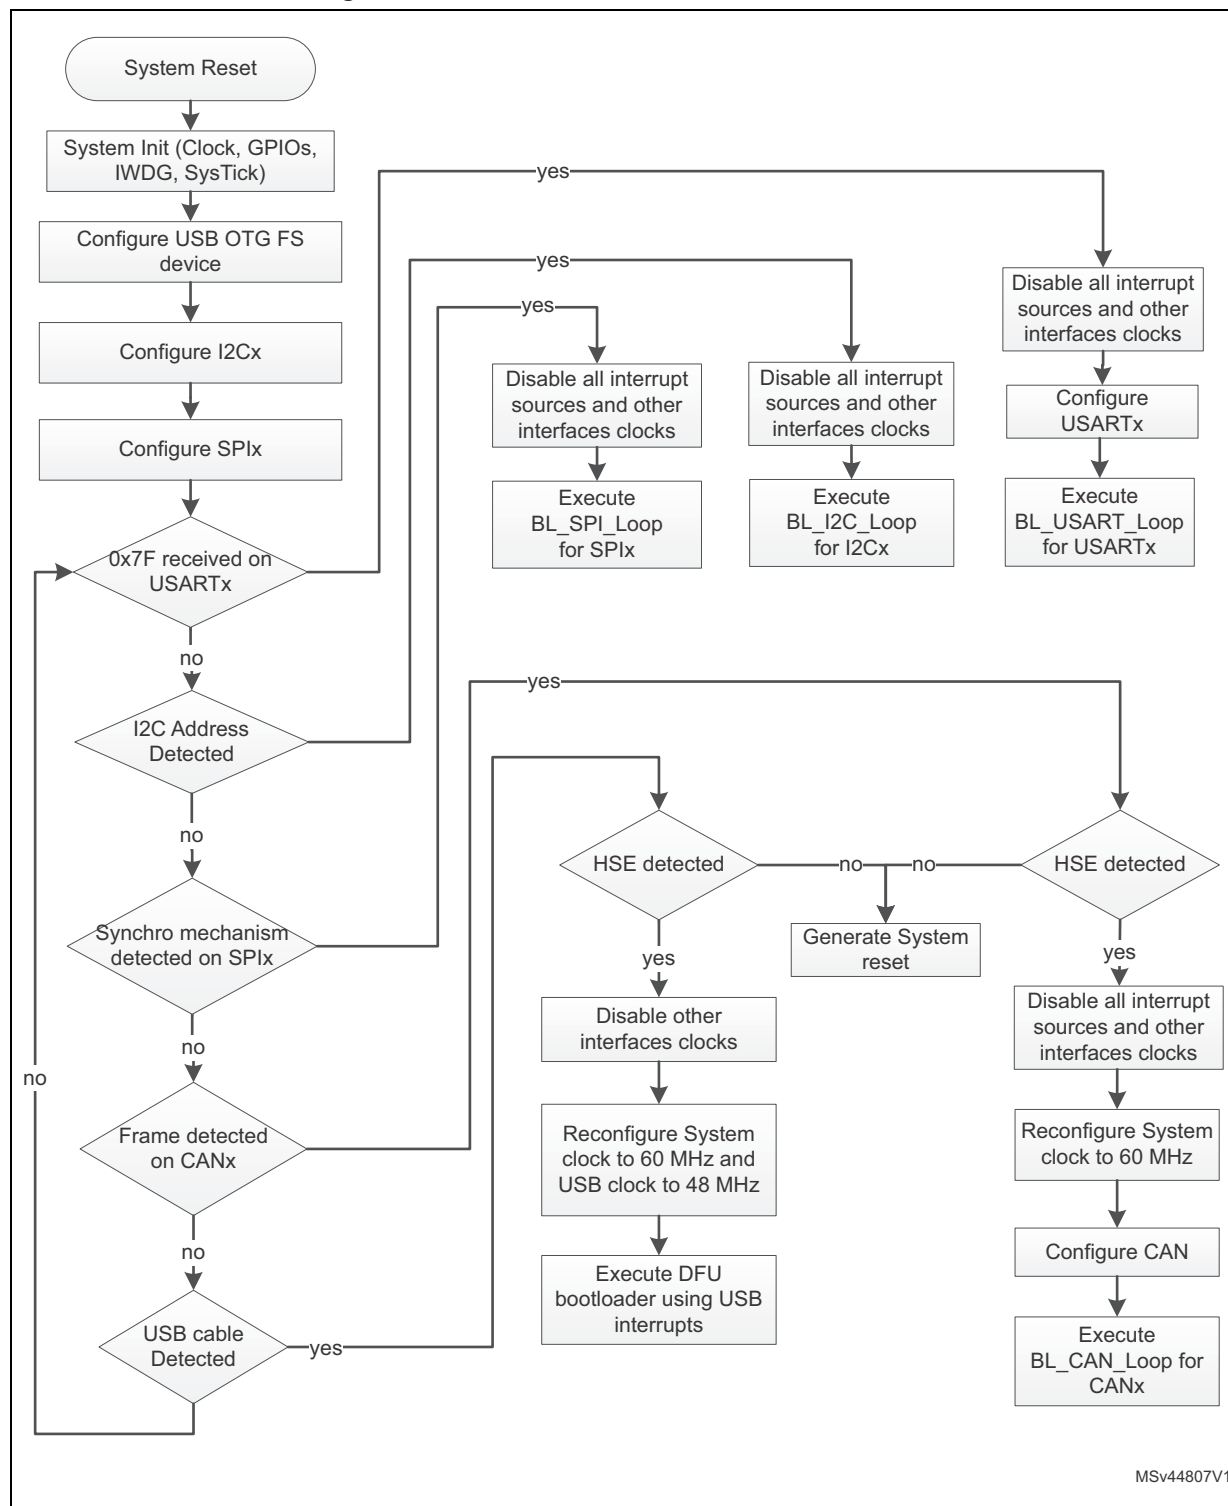 System Reset
System Init (Clock, GPIOs,
IWDG, SysTick)
Configure USB OTG FS
device
Configure I2Cx
Configure SPIx
0x7F received on
USARTx
no
I2C Address
Detected
no
Synchro mechanism
detected on SPIx
no
Frame detected
on CANx
no
USB cable
Detected
no
yes
yes
yes
Disable all interrupt
sources and other
interfaces clocks
Execute
BL_SPI_Loop
for SPIx
Disable all interrupt
sources and other
interfaces clocks
Execute
BL_I2C_Loop
for I2Cx
Disable all interrupt
sources and other
interfaces clocks
Configure
USARTx
Execute
BL_USART_Loop
for USARTx
yes
yes
HSE detected
no
no
HSE detected
Generate System
reset
yes
Disable other
interfaces clocks
Reconfigure System
clock to 60 MHz and
USB clock to 48 MHz
Execute DFU
bootloader using USB
interrupts
yes
Disable all interrupt
sources and other
interfaces clocks
Reconfigure System
clock to 60 MHz
Configure CAN
Execute
BL_CAN_Loop for
CANx
MSv44807V1